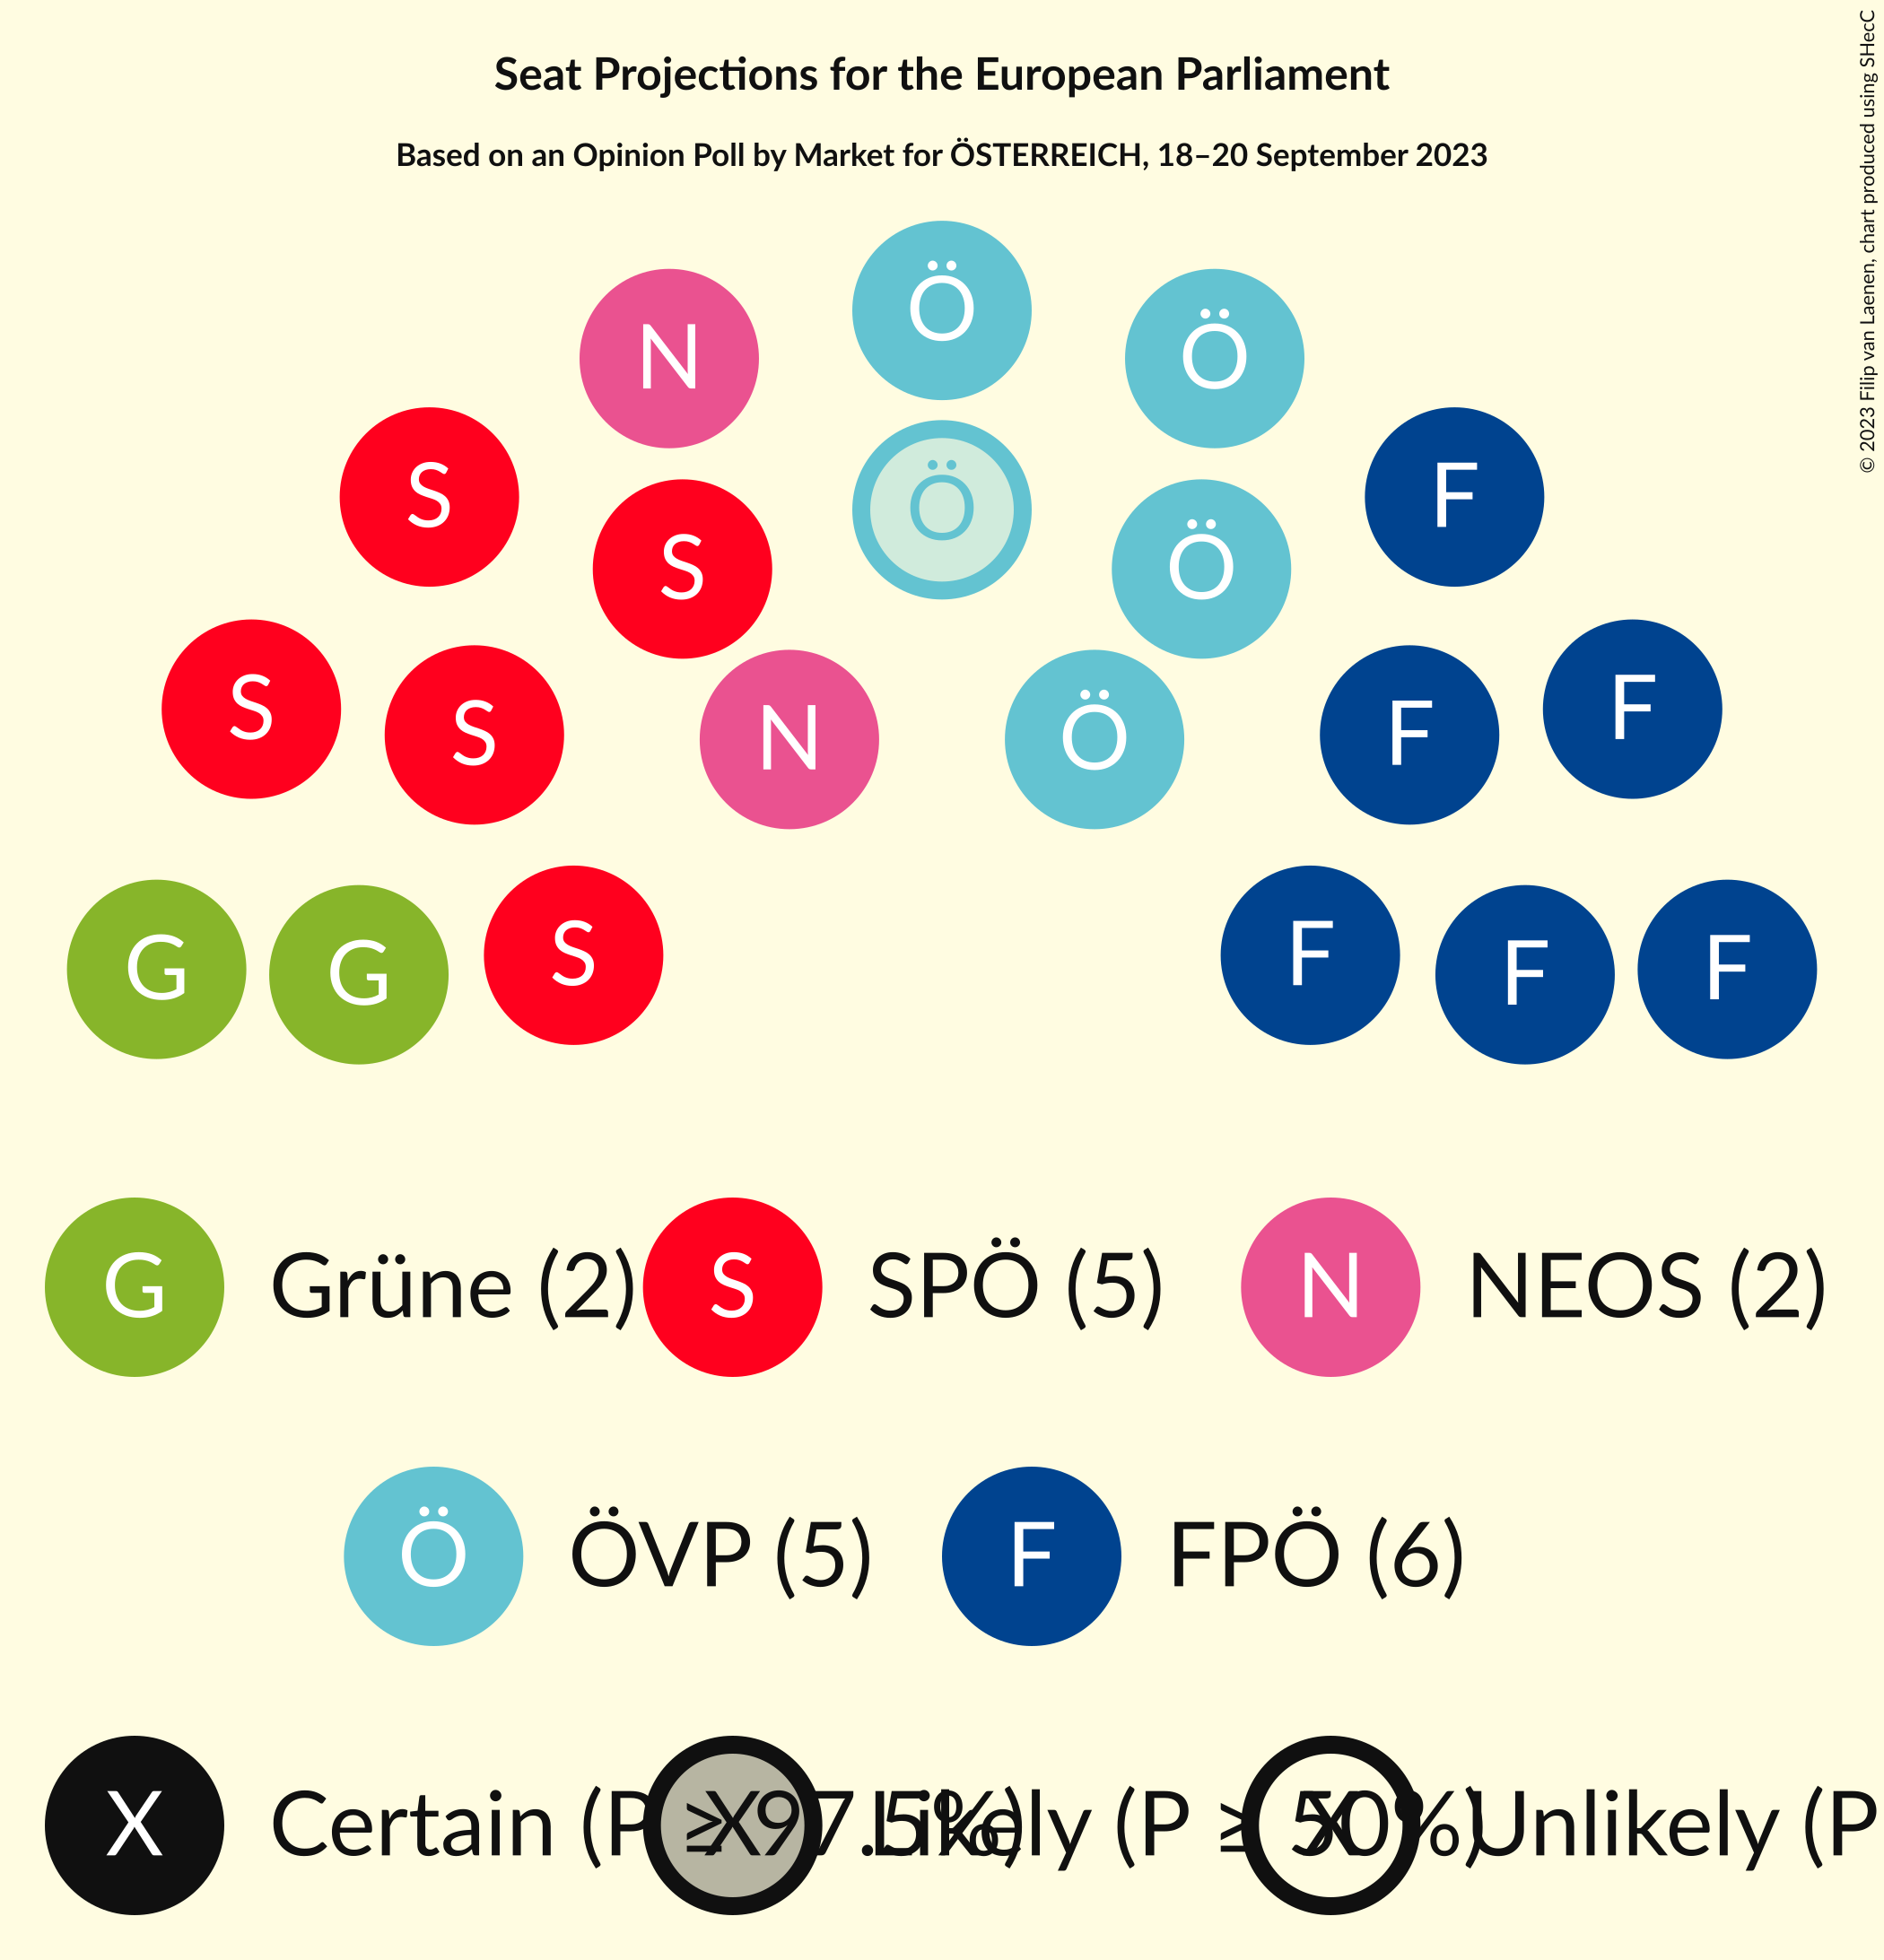 Seat Projections for the European Parliament
Based on an Opinion Poll by Market for ÖSTERREICH, 18–20 September 2023
© 2023 Filip van Laenen, chart produced using SHecC
Ö
N Ö
S Ö F
S Ö
S S N Ö F F
G G S F F F
G Grüne (2) S SPÖ (5) N NEOS (2)
Ö ÖVP (5) F FPÖ (6)
X Certain (P ≥ 97.5%) X Likely (P ≥ 50%) X Unlikely (P